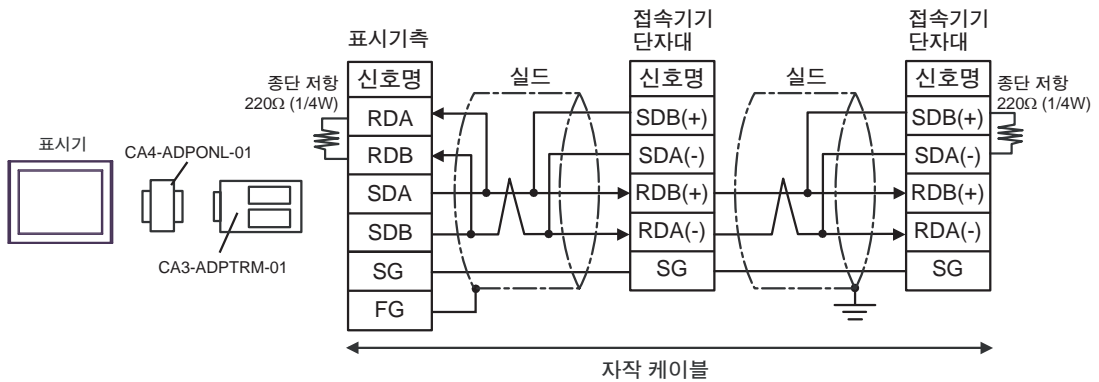 표시기
CA4-ADPONL-01
CA3-ADPTRM-01
종단 저항
220Ω (1/4W)
표시기측
신호명
RDA
RDB
SDA
SDB
SG
FG
실드
접속기기
단자대
신호명
SDB(+)
SDA(-)
RDB(+)
RDA(-)
SG
실드
접속기기
단자대
신호명
SDB(+)
SDA(-)
RDB(+)
RDA(-)
SG
종단 저항
220Ω (1/4W)
자작 케이블